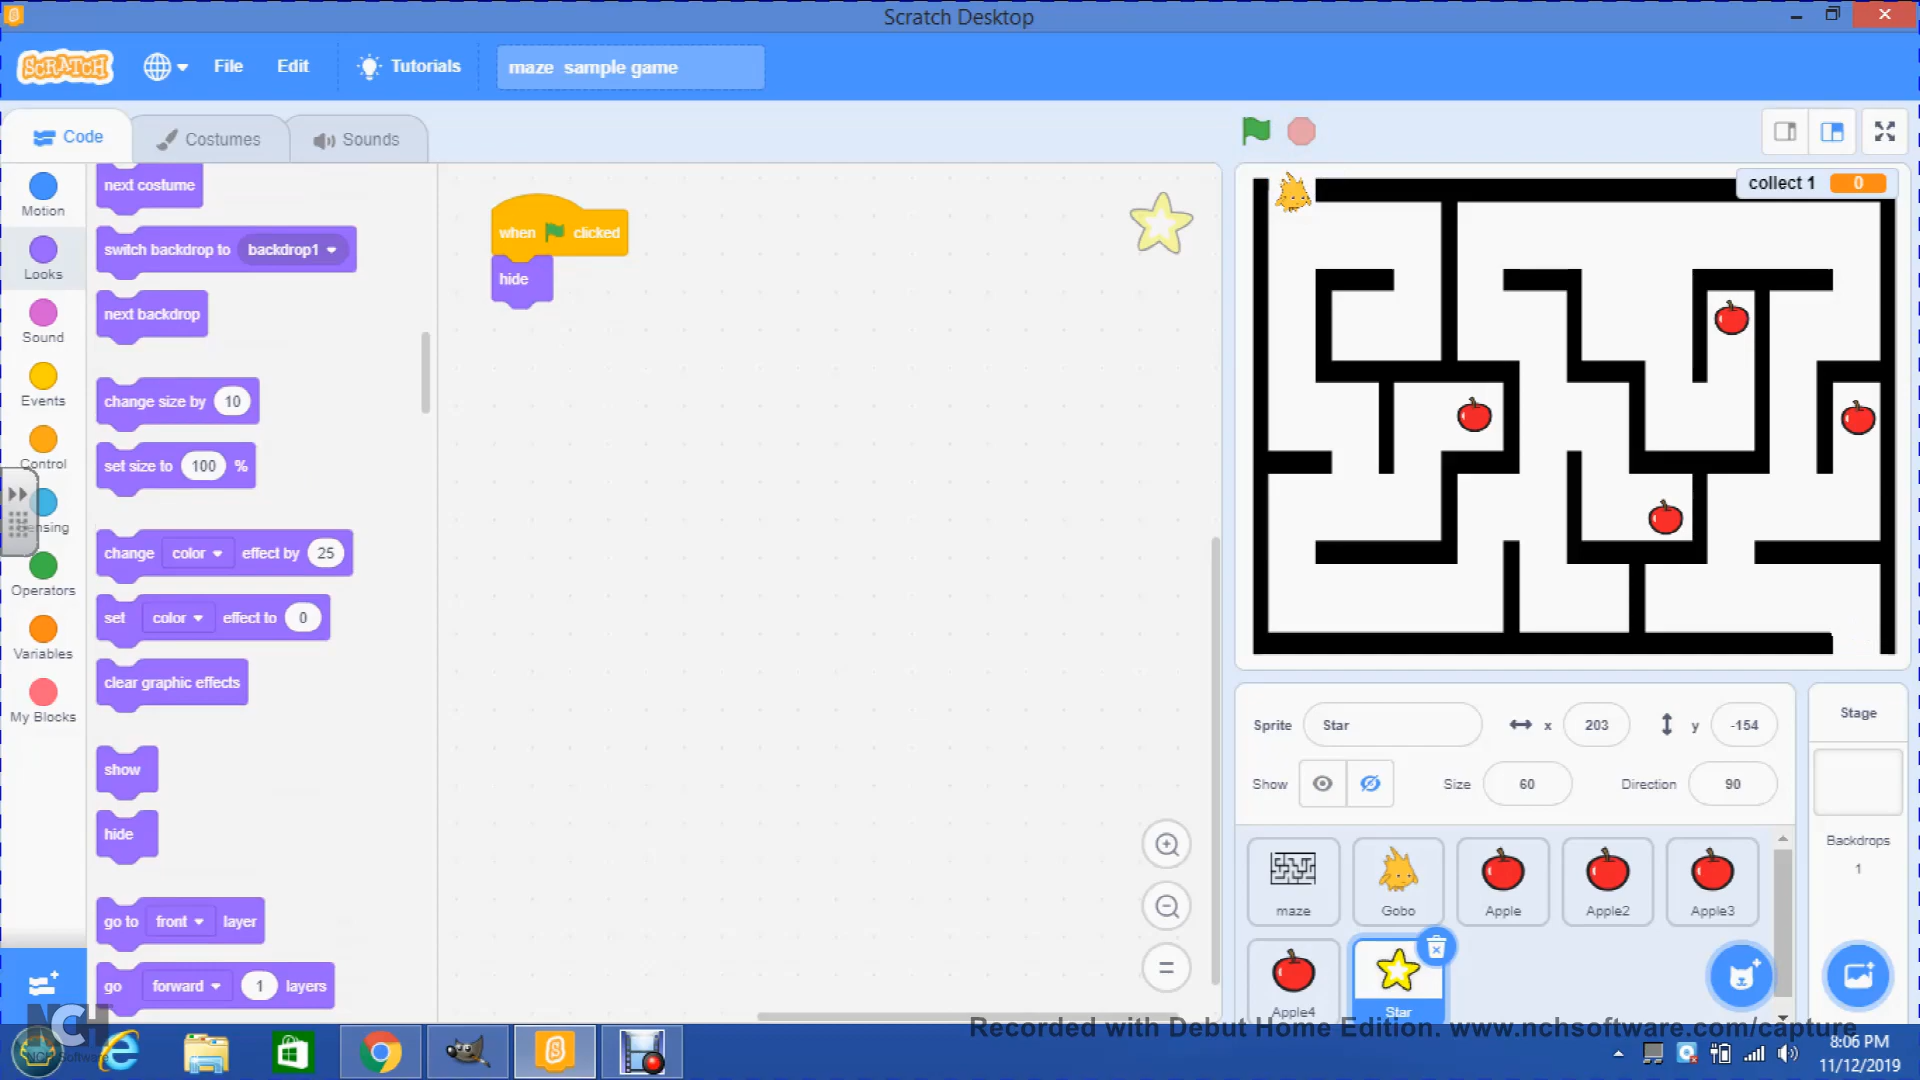 Scratch Desktop
SCRATCH
File
Edit
Tutorials
maze sample game
Code
Costumes
Sounds
Motion
Looks
Sound
Events
Control
ensing
Operators
Variables
My Blocks
next costume
switch backdrop to backdrop1
next backdrop
change size by 10
set size to 100 %
change color effect by 25
set color effect to 0
clear graphic effects
show
hide
go to front layer
go forward 1 layers
when clicked
hide
collect 1 0
Sprite Star x 203 y -154
Show Size 60 Direction 90
maze
Gobo
Apple
Apple2
Apple3
Apple4
Star
Stage
Backdrops
1
Recorded with Debut Home Edition. www.nchsoftware.com/capture
NCH
NCH Software
8:06 PM
11/12/2019